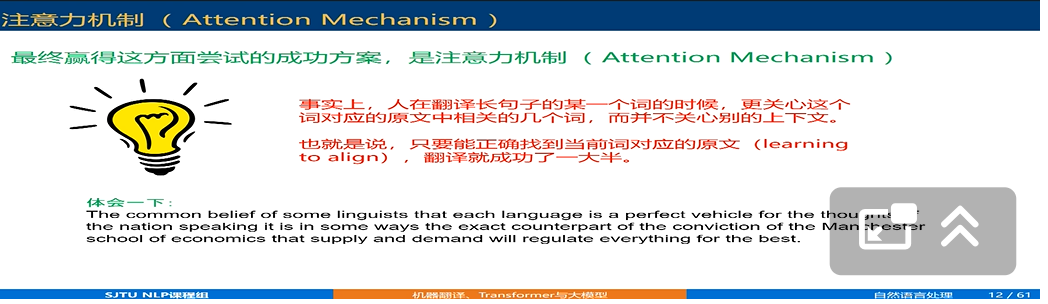 注意力机制 （ Attention Mechanism ）
最终赢得这方面尝试的成功方案，是注意力机制 （ Attention Mechanism ）
事实上，人在翻译长句子的某一个词的时候，更关心这个
词对应的原文中相关的几个词，而并不关心别的上下文。
也就是说，只要能正确找到当前词对应的原文（learning
to align），翻译就成功了一大半。
体会一下：
The common belief of some linguists that each language is a perfect vehicle for the thoughts of
the nation speaking it is in some ways the exact counterpart of the conviction of the Manchester
school of economics that supply and demand will regulate everything for the best.
SJTU NLP课程组
机器翻译、Transformer与大模型
自然语言处理
12 / 61